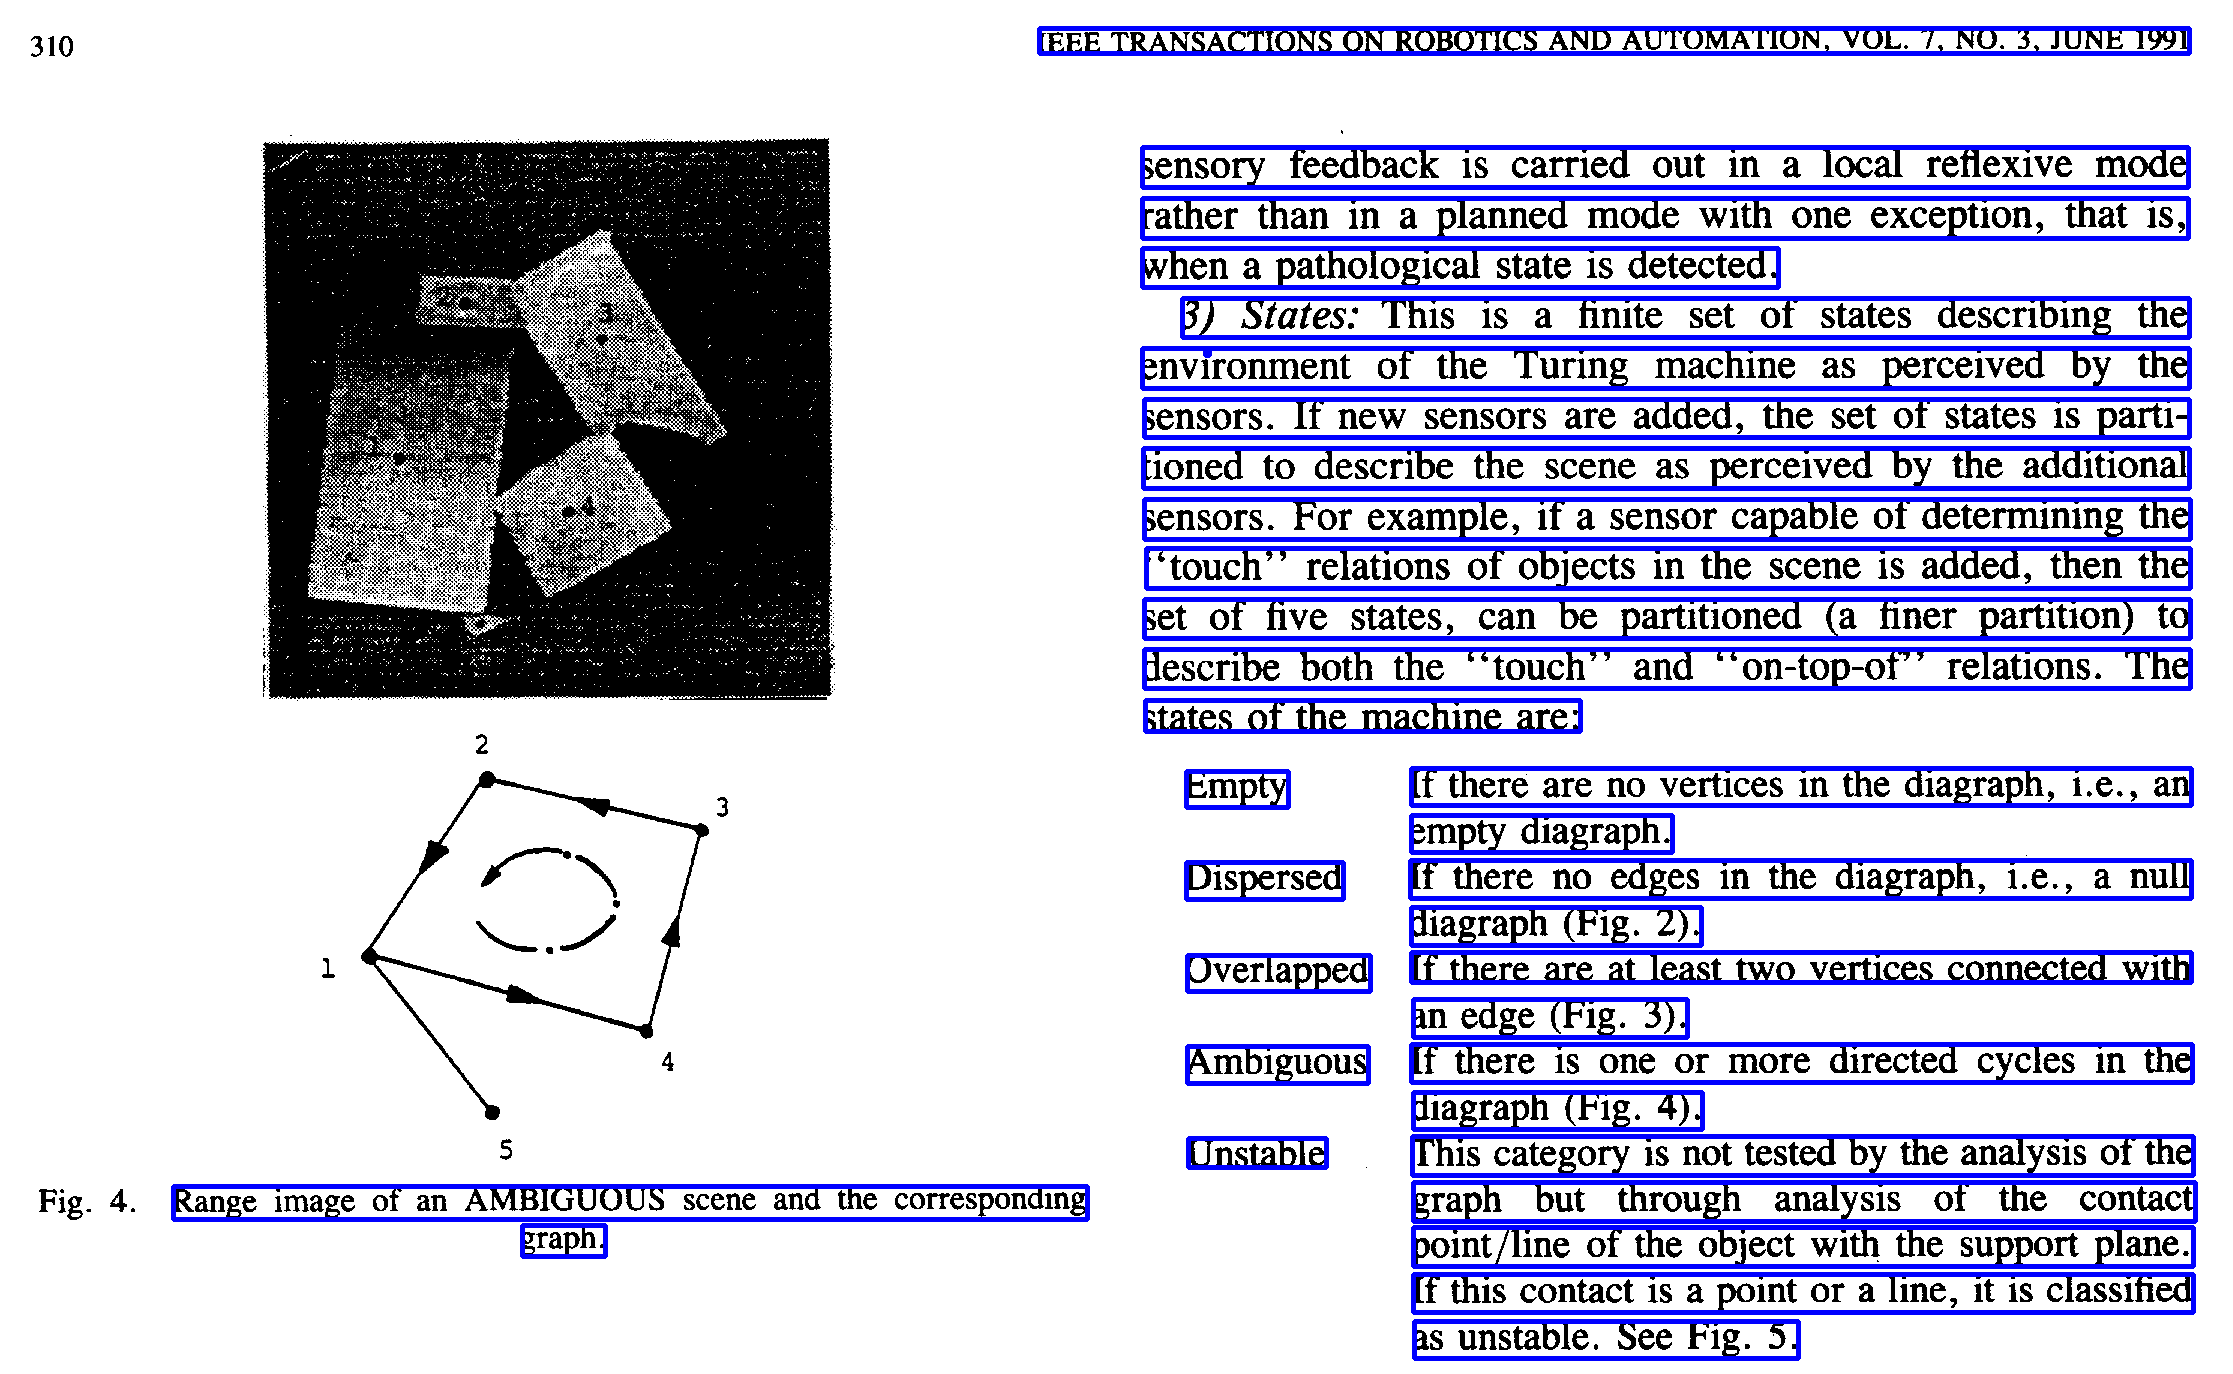 310
IEEE TRANSACTIONS ON ROBOTICS AND AUTOMATION, VOL. 7, NO. 3, JUNE 1991
2
3
1
4
2
3
1
4
5
Fig. 4. Range image of an AMBIGUOUS scene and the corresponding
graph.
sensory feedback is carried out in a local reflexive mode
rather than in a planned mode with one exception, that is,
when a pathological state is detected.
3) States: This is a finite set of states describing the
environment of the Turing machine as perceived by the
sensors. If new sensors are added, the set of states is parti-
tioned to describe the scene as perceived by the additional
sensors. For example, if a sensor capable of determining the
‘‘touch’’ relations of objects in the scene is added, then the
set of five states, can be partitioned (a finer partition) to
describe both the ‘‘touch’’ and ‘‘on-top-of’’ relations. The
states of the machine are:
Empty If there are no vertices in the diagraph, i.e., an
empty diagraph.
Dispersed If there no edges in the diagraph, i.e., a null
diagraph (Fig. 2).
Overlapped If there are at least two vertices connected with
an edge (Fig. 3).
Ambiguous If there is one or more directed cycles in the
diagraph (Fig. 4).
Unstable This category is not tested by the analysis of the
graph but through analysis of the contact
point/line of the object with the support plane.
If this contact is a point or a line, it is classified
as unstable. See Fig. 5.